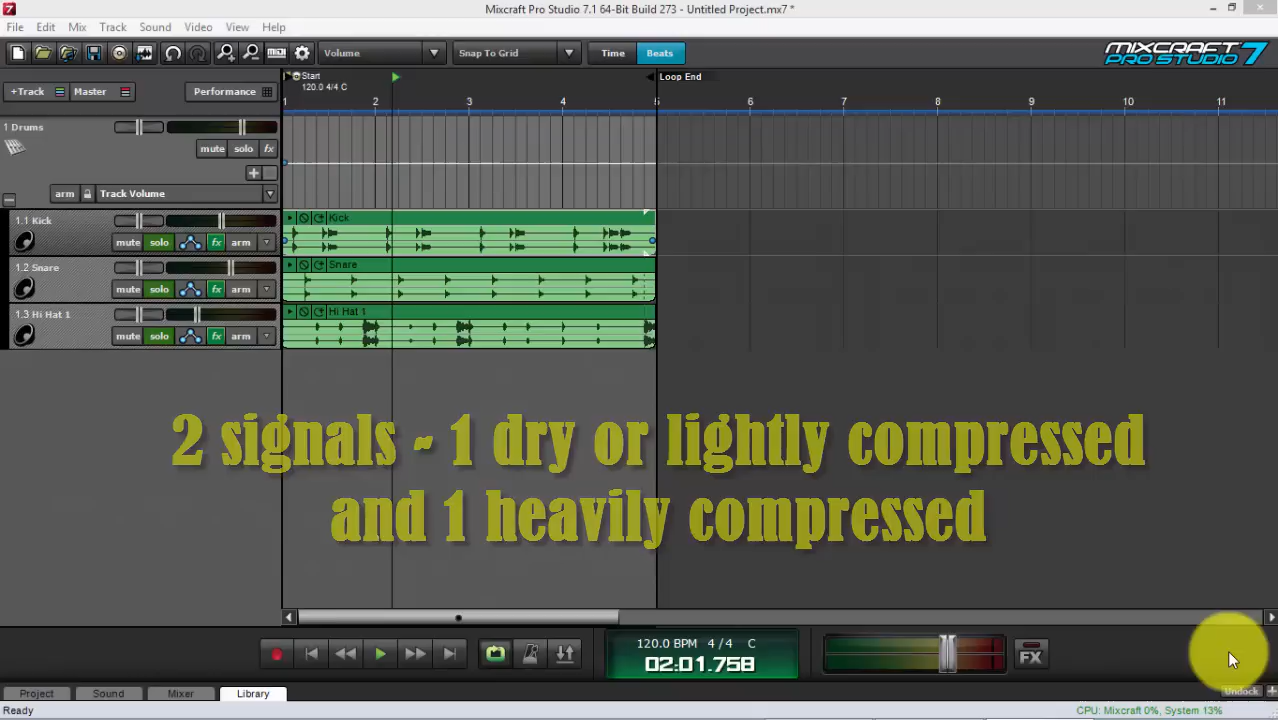 Mixcraft Pro Studio 7.1 64-Bit Build 273 - Untitled Project.mx7 *
File Edit Mix Track Sound Video View Help
Volume Snap To Grid Time Beats
MIXCRAFT PRO STUDIO 7
Start
120.0 4/4 C
Loop End
+Track Master Performance
1 2 3 4 5 6 7 8 9 10 11
1 Drums
mute solo fx
arm Track Volume
1.1 Kick
mute solo fx arm
Kick
1.2 Snare
mute solo fx arm
Snare
1.3 Hi Hat 1
mute solo fx arm
Hi Hat 1
2 signals ~ 1 dry or lightly compressed
and 1 heavily compressed
120.0 BPM 4/4 C
02:01.758
FX
Project Sound Mixer Library
Undock
Ready
CPU: Mixcraft 0%, System 13%